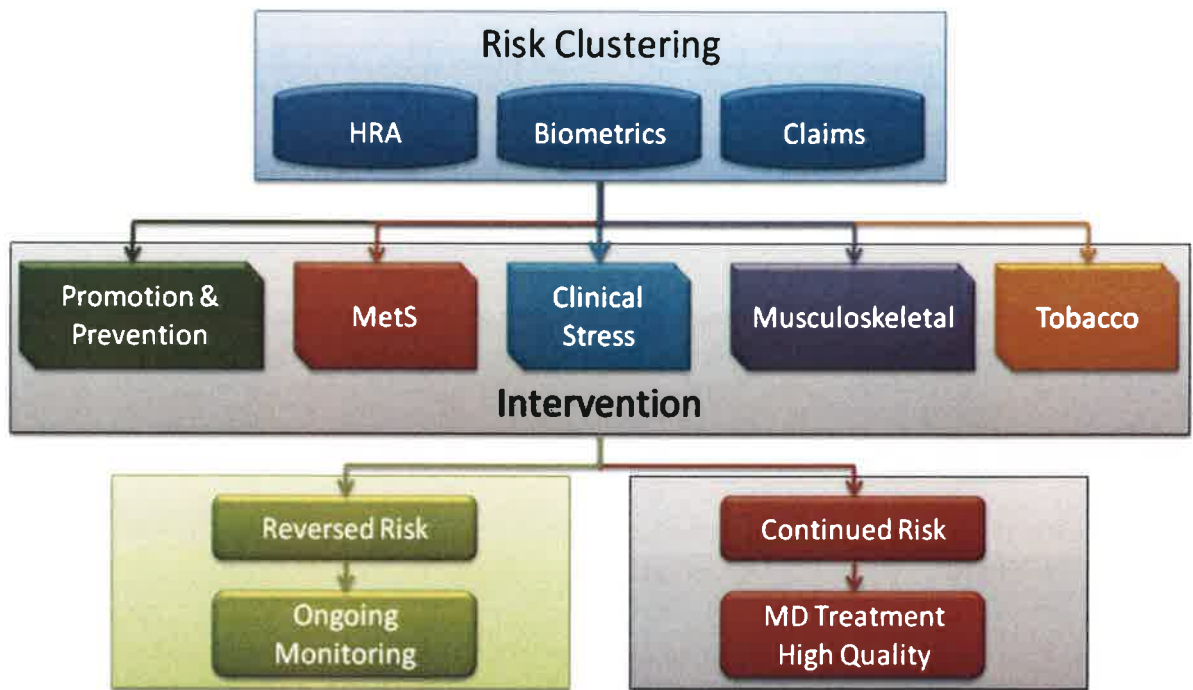 Risk Clustering
HRA
Biometrics
Claims
Promotion &
Prevention
MetS
Clinical
Stress
Musculoskeletal
Tobacco
Intervention
Reversed Risk
Continued Risk
Ongoing
Monitoring
MD Treatment
High Quality